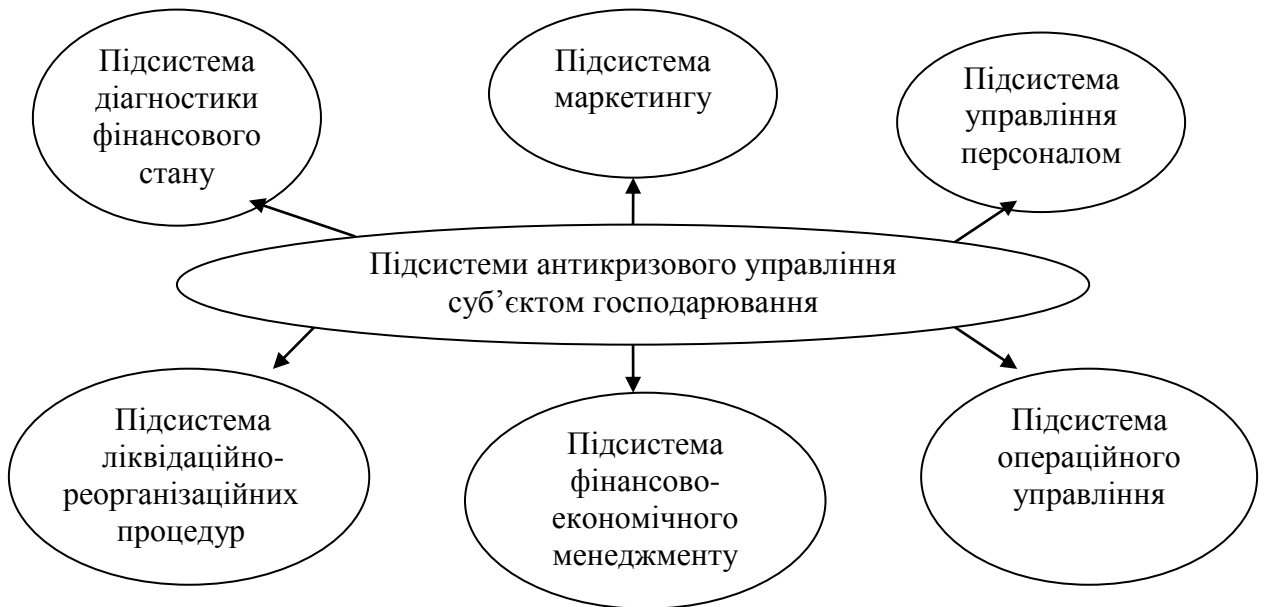 Підсистема
діагностики
фінансового
стану
Підсистема
маркетингу
Підсистема
управління
персоналом
Підсистеми антикризового управління
суб’єктом господарювання
Підсистема
ліквідаційно-
реорганізаційних
процедур
Підсистема
фінансово-
економічного
менеджменту
Підсистема
операційного
управління